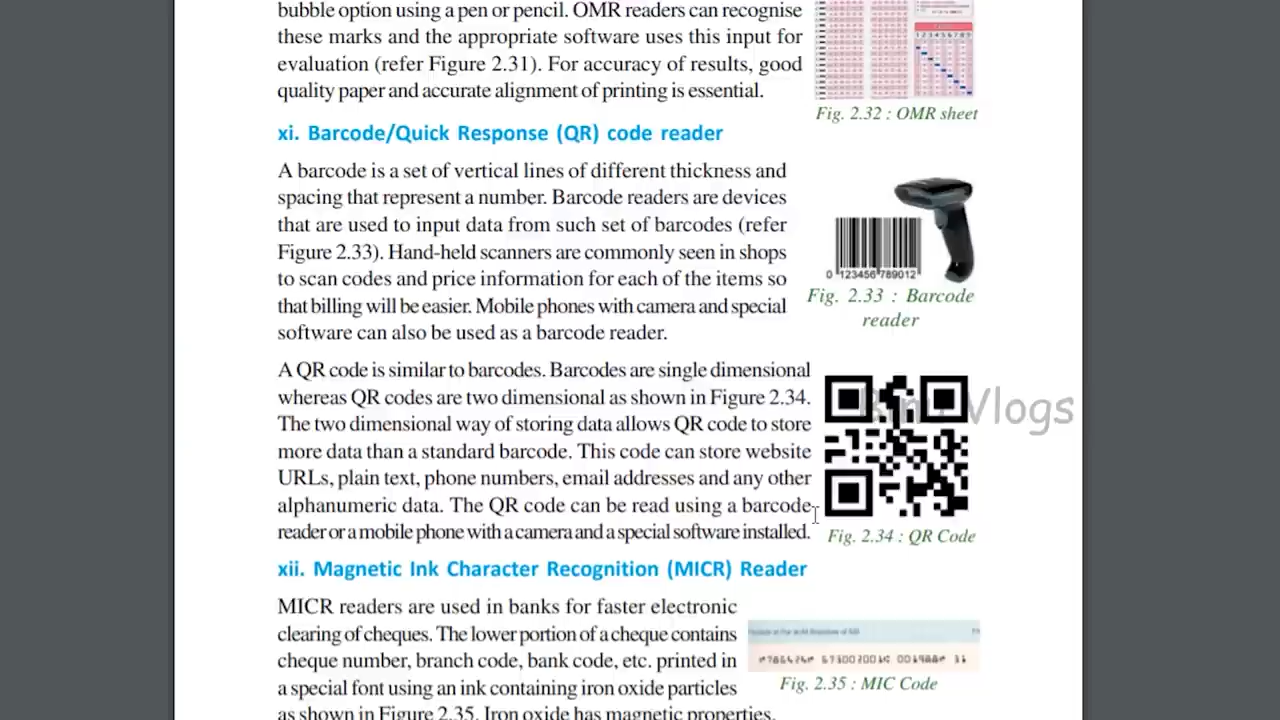 bubble option using a pen or pencil. OMR readers can recognise
these marks and the appropriate software uses this input for
evaluation (refer Figure 2.31). For accuracy of results, good
quality paper and accurate alignment of printing is essential.
1 2 3 4 5 6 7 8 9
Fig. 2.32 : OMR sheet
xi. Barcode/Quick Response (QR) code reader
A barcode is a set of vertical lines of different thickness and
spacing that represent a number. Barcode readers are devices
that are used to input data from such set of barcodes (refer
Figure 2.33). Hand-held scanners are commonly seen in shops
to scan codes and price information for each of the items so
that billing will be easier. Mobile phones with camera and special
software can also be used as a barcode reader.
0 123456 789012
Fig. 2.33 : Barcode
reader
A QR code is similar to barcodes. Barcodes are single dimensional
whereas QR codes are two dimensional as shown in Figure 2.34.
The two dimensional way of storing data allows QR code to store
more data than a standard barcode. This code can store website
URLs, plain text, phone numbers, email addresses and any other
alphanumeric data. The QR code can be read using a barcode
reader or a mobile phone with a camera and a special software installed.
Vlogs
Fig. 2.34 : QR Code
xii. Magnetic Ink Character Recognition (MICR) Reader
MICR readers are used in banks for faster electronic
clearing of cheques. The lower portion of a cheque contains
cheque number, branch code, bank code, etc. printed in
a special font using an ink containing iron oxide particles
as shown in Figure 2.35. Iron oxide has magnetic properties.
Fig. 2.35 : MIC Code